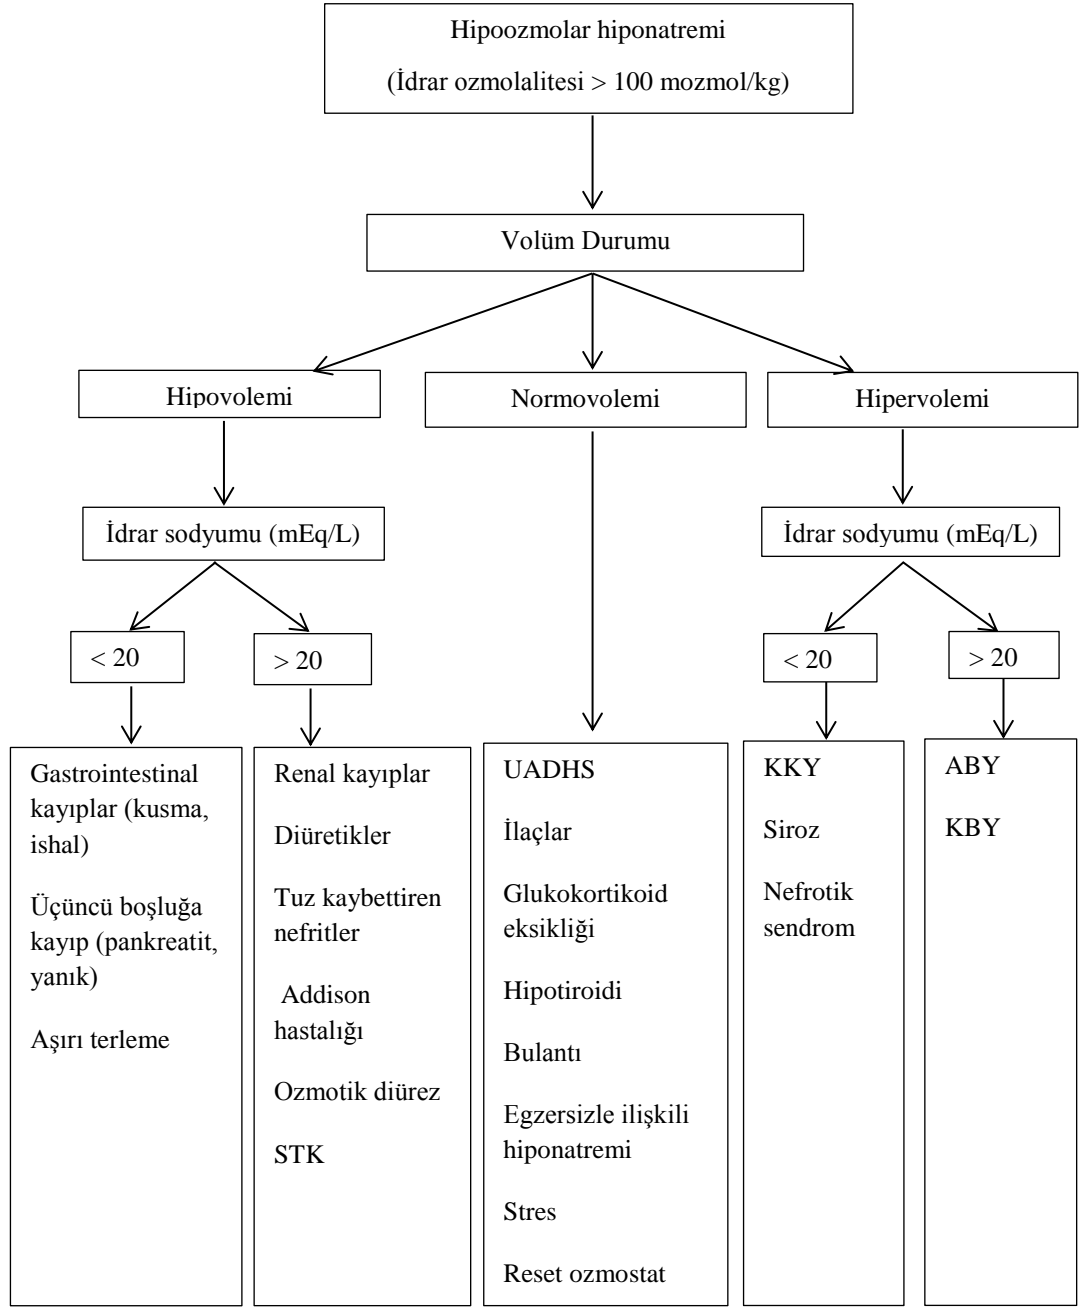 Hipoozmolar hiponatremi
(İdrar ozmolalitesi > 100 mozmol/kg)
Volüm Durumu
Hipovolemi
Normovolemi
Hipervolemi
İdrar sodyumu (mEq/L)
İdrar sodyumu (mEq/L)
< 20
> 20
< 20
> 20
Gastrointestinal
kayıplar (kusma,
ishal)
Üçüncü boşluğa
kayıp (pankreatit,
yanık)
Aşırı terleme
Renal kayıplar
Diüretikler
Tuz kaybettiren
nefritler
Addison
hastalığı
Ozmotik diürez
STK
UADHS
İlaçlar
Glukokortikoid
eksikliği
Hipotiroidi
Bulantı
Egzersizle ilişkili
hiponatremi
Stres
Reset ozmostat
KKY
Siroz
Nefrotik
sendrom
ABY
KBY